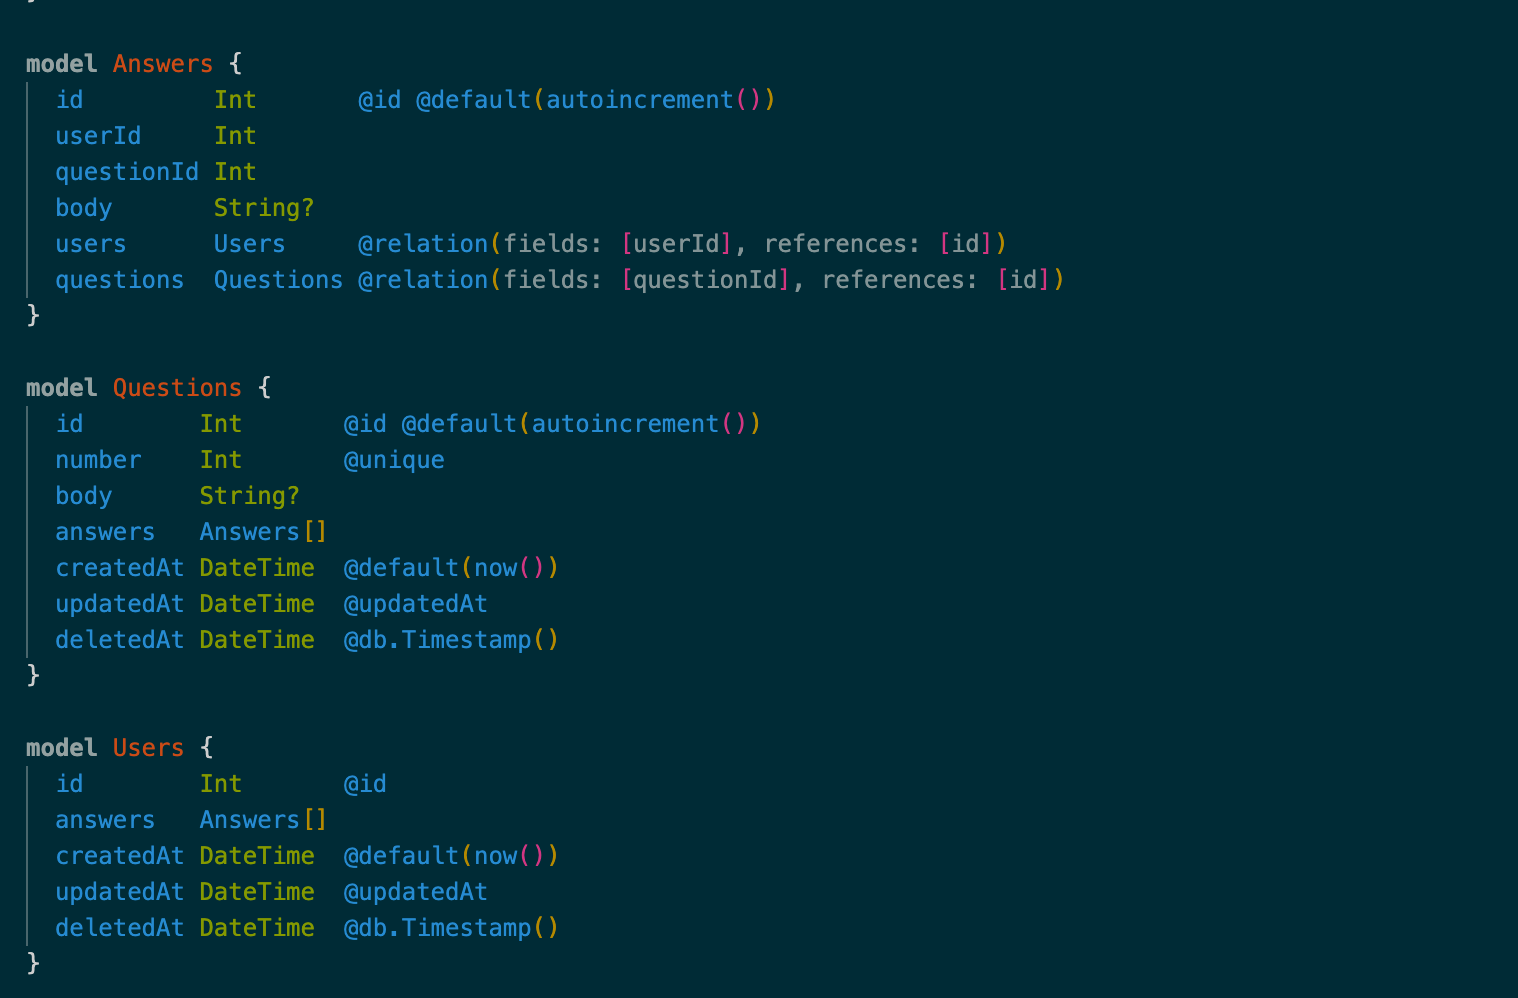 }
model Answers {
id Int @id @default(autoincrement())
userId Int
questionId Int
body String?
users Users @relation(fields: [userId], references: [id])
questions Questions @relation(fields: [questionId], references: [id])
}
model Questions {
id Int @id @default(autoincrement())
number Int @unique
body String?
answers Answers[]
createdAt DateTime @default(now())
updatedAt DateTime @updatedAt
deletedAt DateTime @db.Timestamp()
}
model Users {
id Int @id
answers Answers[]
createdAt DateTime @default(now())
updatedAt DateTime @updatedAt
deletedAt DateTime @db.Timestamp()
}